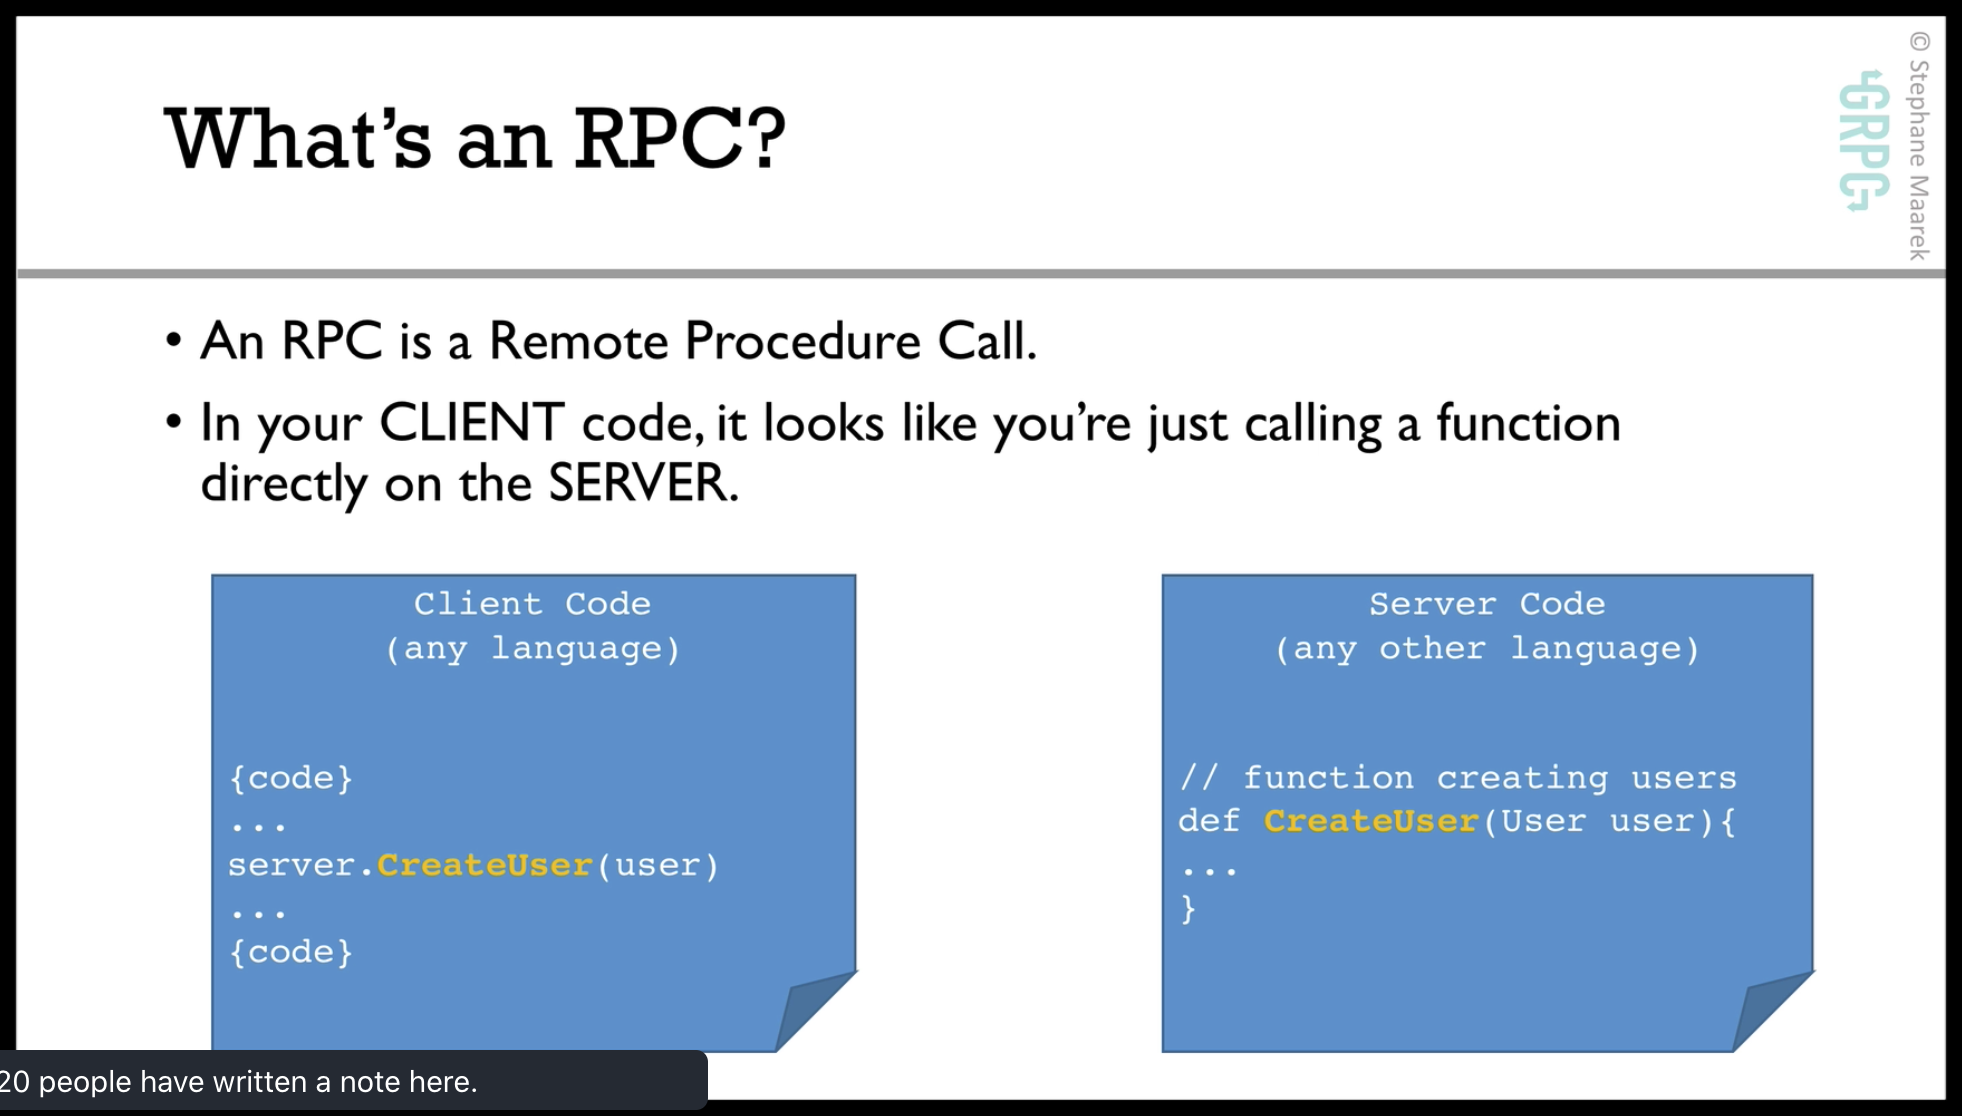 What's an RPC?
© Stephane Maarek
GRPC
• An RPC is a Remote Procedure Call.
• In your CLIENT code, it looks like you're just calling a function
directly on the SERVER.
Client Code
(any language)
{code}
...
server.CreateUser(user)
...
{code}
Server Code
(any other language)
// function creating users
def CreateUser(User user){
...
}
20 people have written a note here.